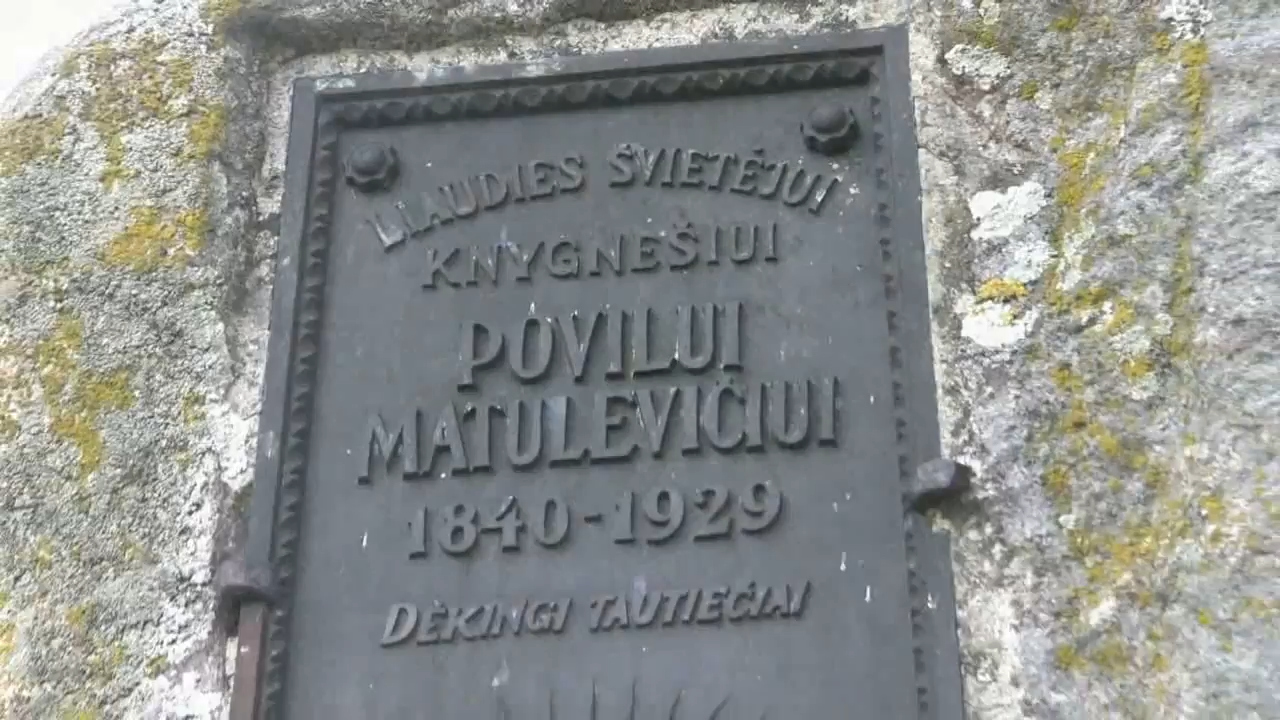 LIAUDIES ŠVIETĖJUI
KNYGNEŠIUI
POVILUI
MATULEVIČIUI
1840-1929
DĖKINGI TAUTIEČIAI